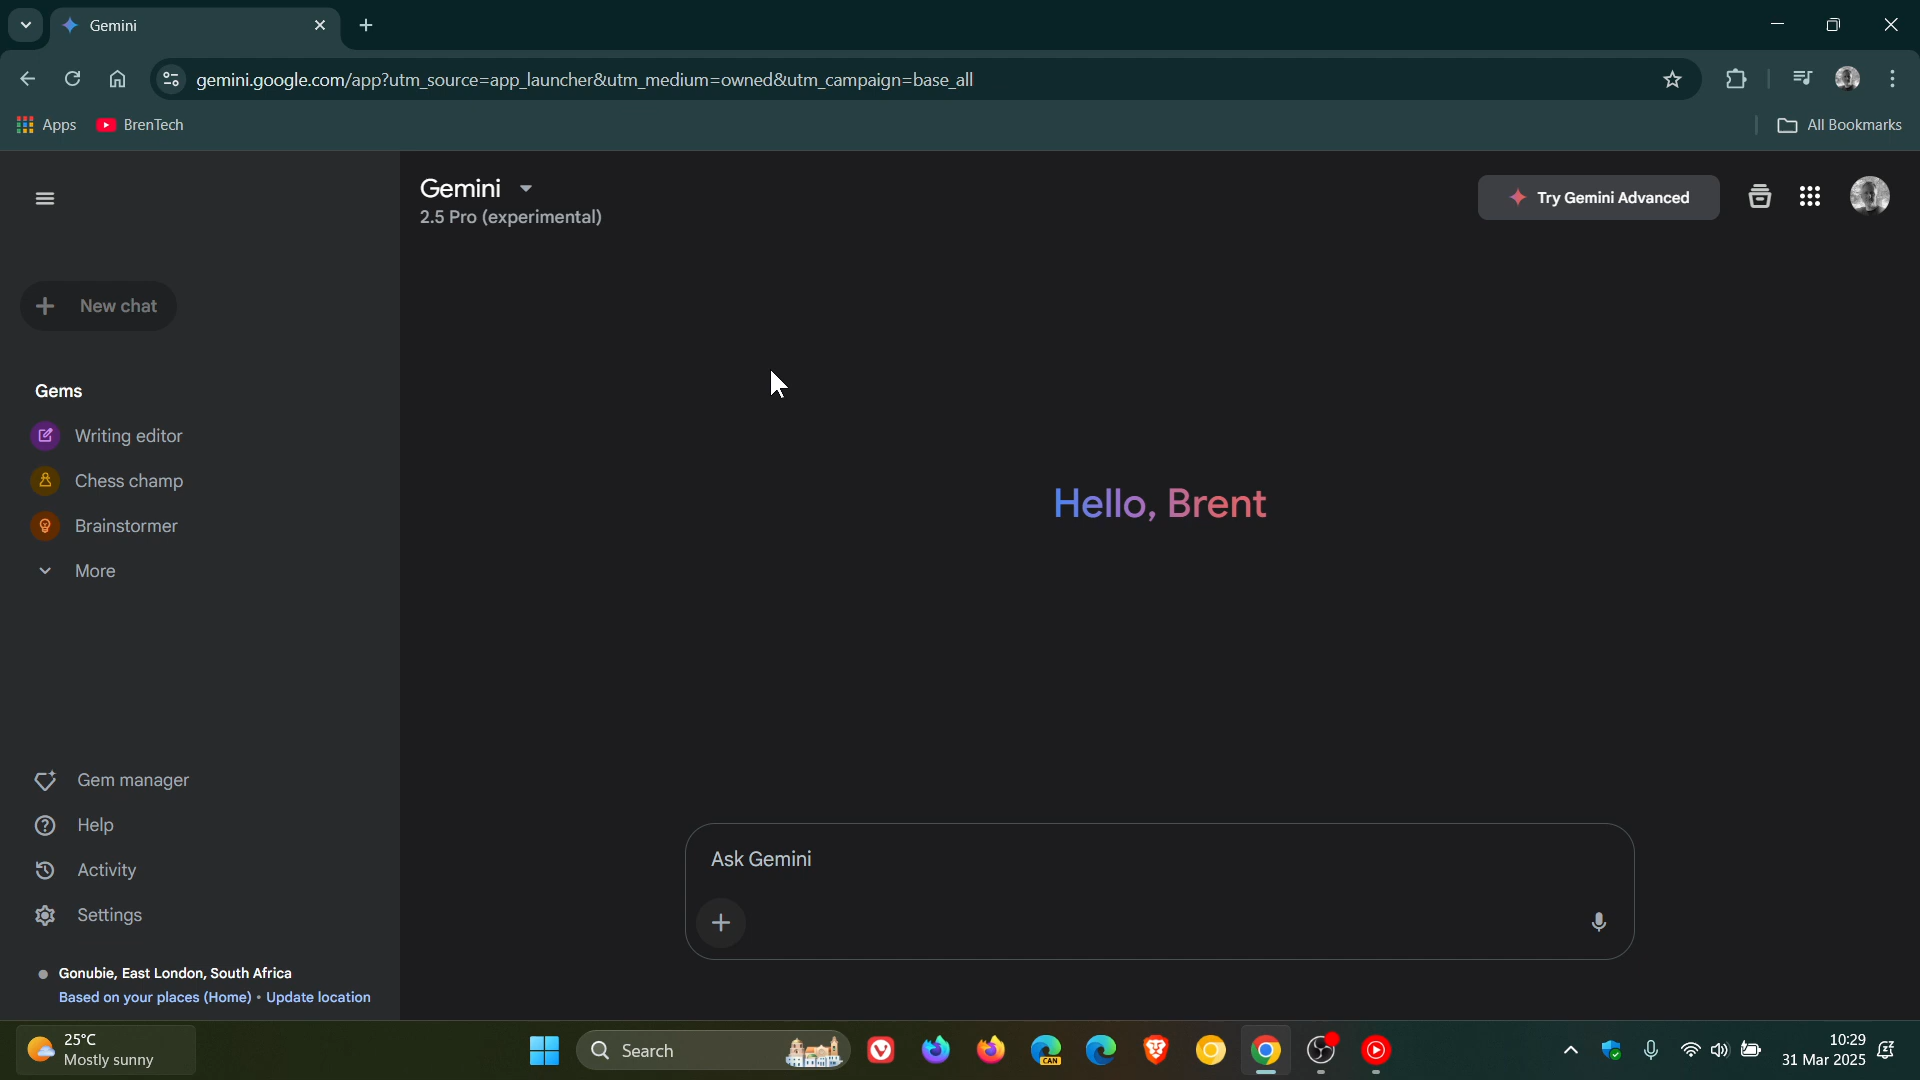 Gemini
gemini.google.com/app?utm_source=app_launcher&utm_medium=owned&utm_campaign=base_all
Apps
BrenTech
All Bookmarks
Gemini
2.5 Pro (experimental)
Try Gemini Advanced
New chat
Gems
Writing editor
Chess champ
Brainstormer
More
Hello, Brent
Gem manager
Help
Activity
Settings
Ask Gemini
Gonubie, East London, South Africa
Based on your places (Home) • Update location
25°C
Mostly sunny
Search
CAN
10:29
31 Mar 2025